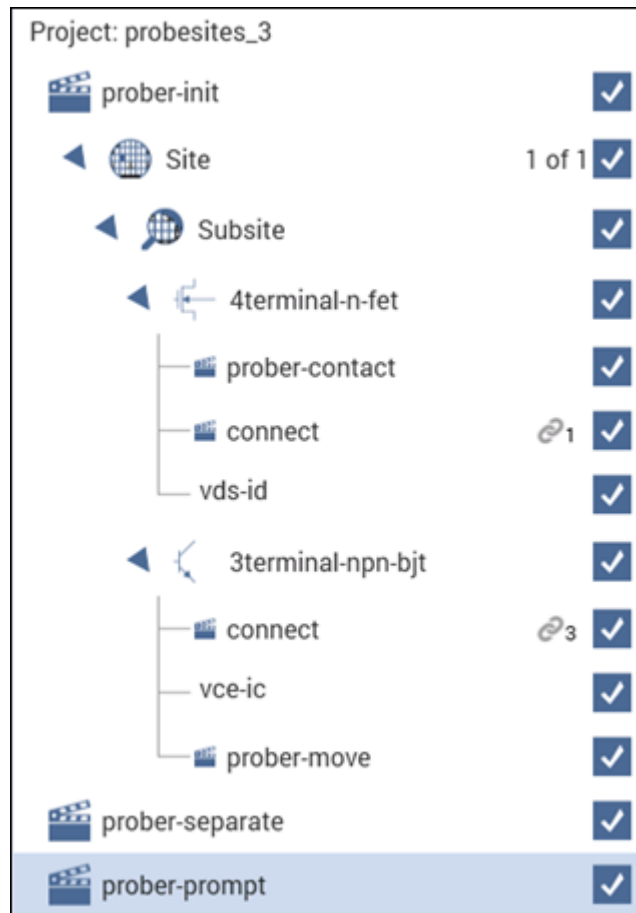 Project: probesites_3
prober-init
Site 1 of 1
Subsite
4terminal-n-fet
prober-contact
connect 1
vds-id
3terminal-npn-bjt
connect 3
vce-ic
prober-move
prober-separate
prober-prompt